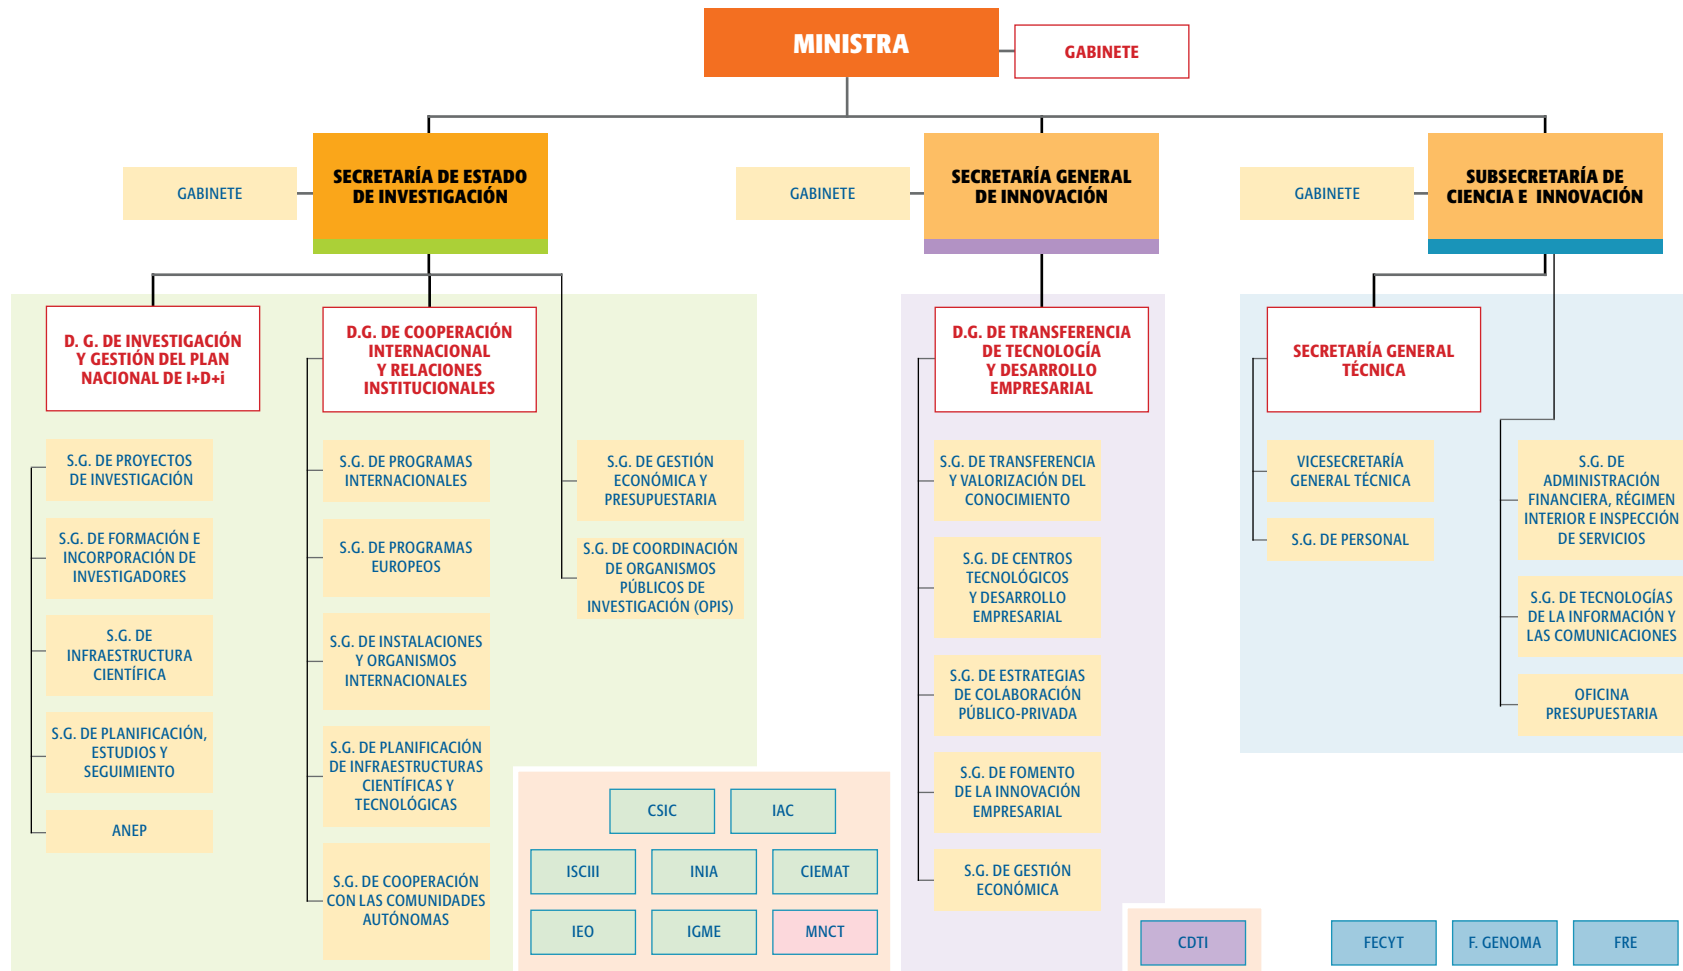 MINISTRA
GABINETE
GABINETE
SECRETARÍA DE ESTADO
DE INVESTIGACIÓN
GABINETE
SECRETARÍA GENERAL
DE INNOVACIÓN
GABINETE
SUBSECRETARÍA DE
CIENCIA E INNOVACIÓN
D. G. DE INVESTIGACIÓN
Y GESTIÓN DEL PLAN
NACIONAL DE I+D+i
S.G. DE PROYECTOS
DE INVESTIGACIÓN
S.G. DE FORMACIÓN E
INCORPORACIÓN DE
INVESTIGADORES
S.G. DE
INFRAESTRUCTURA
CIENTÍFICA
S.G. DE PLANIFICACIÓN,
ESTUDIOS Y
SEGUIMIENTO
ANEP
D.G. DE COOPERACIÓN
INTERNACIONAL
Y RELACIONES
INSTITUCIONALES
S.G. DE PROGRAMAS
INTERNACIONALES
S.G. DE PROGRAMAS
EUROPEOS
S.G. DE INSTALACIONES
Y ORGANISMOS
INTERNACIONALES
S.G. DE PLANIFICACIÓN
DE INFRAESTRUCTURAS
CIENTÍFICAS Y
TECNOLÓGICAS
S.G. DE COOPERACIÓN
CON LAS COMUNIDADES
AUTÓNOMAS
S.G. DE GESTIÓN
ECONÓMICA Y
PRESUPUESTARIA
S.G. DE COORDINACIÓN
DE ORGANISMOS
PÚBLICOS DE
INVESTIGACIÓN (OPIS)
CSIC
IAC
ISCIII
INIA
CIEMAT
IEO
IGME
MNCT
D.G. DE TRANSFERENCIA
DE TECNOLOGÍA
Y DESARROLLO
EMPRESARIAL
S.G. DE TRANSFERENCIA
Y VALORIZACIÓN DEL
CONOCIMIENTO
S.G. DE CENTROS
TECNOLÓGICOS
Y DESARROLLO
EMPRESARIAL
S.G. DE ESTRATEGIAS
DE COLABORACIÓN
PÚBLICO-PRIVADA
S.G. DE FOMENTO
DE LA INNOVACIÓN
EMPRESARIAL
S.G. DE GESTIÓN
ECONÓMICA
CDTI
SECRETARÍA GENERAL
TÉCNICA
VICESECRETARÍA
GENERAL TÉCNICA
S.G. DE PERSONAL
S.G. DE
ADMINISTRACIÓN
FINANCIERA, RÉGIMEN
INTERIOR E INSPECCIÓN
DE SERVICIOS
S.G. DE TECNOLOGÍAS
DE LA INFORMACIÓN Y
LAS COMUNICACIONES
OFICINA
PRESUPUESTARIA
FECYT
F. GENOMA
FRE